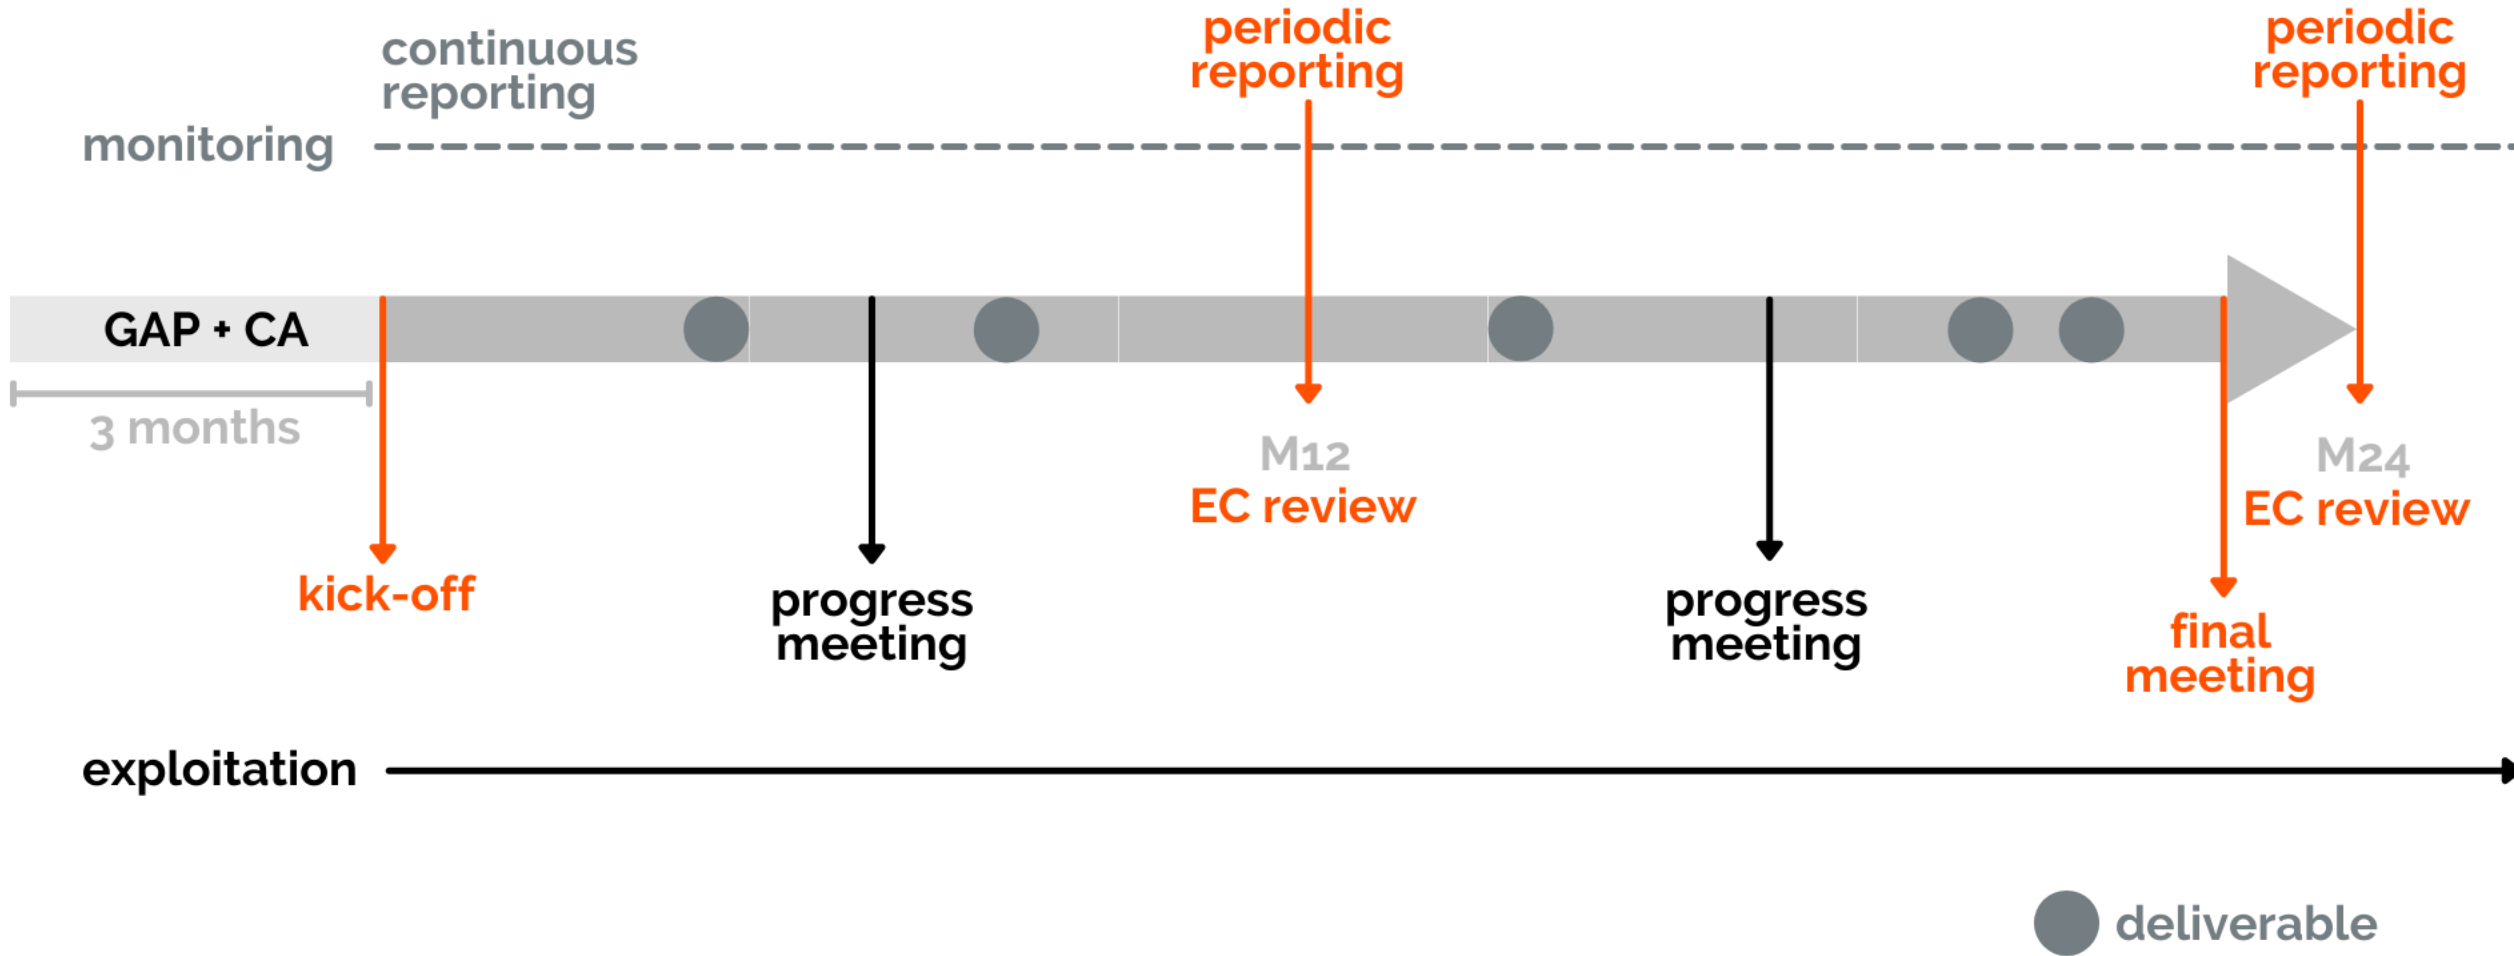 continuous
reporting
periodic
reporting
periodic
reporting
monitoring
GAP + CA
3 months
M12
EC review
M24
EC review
kick-off
progress
meeting
progress
meeting
final
meeting
exploitation
deliverable